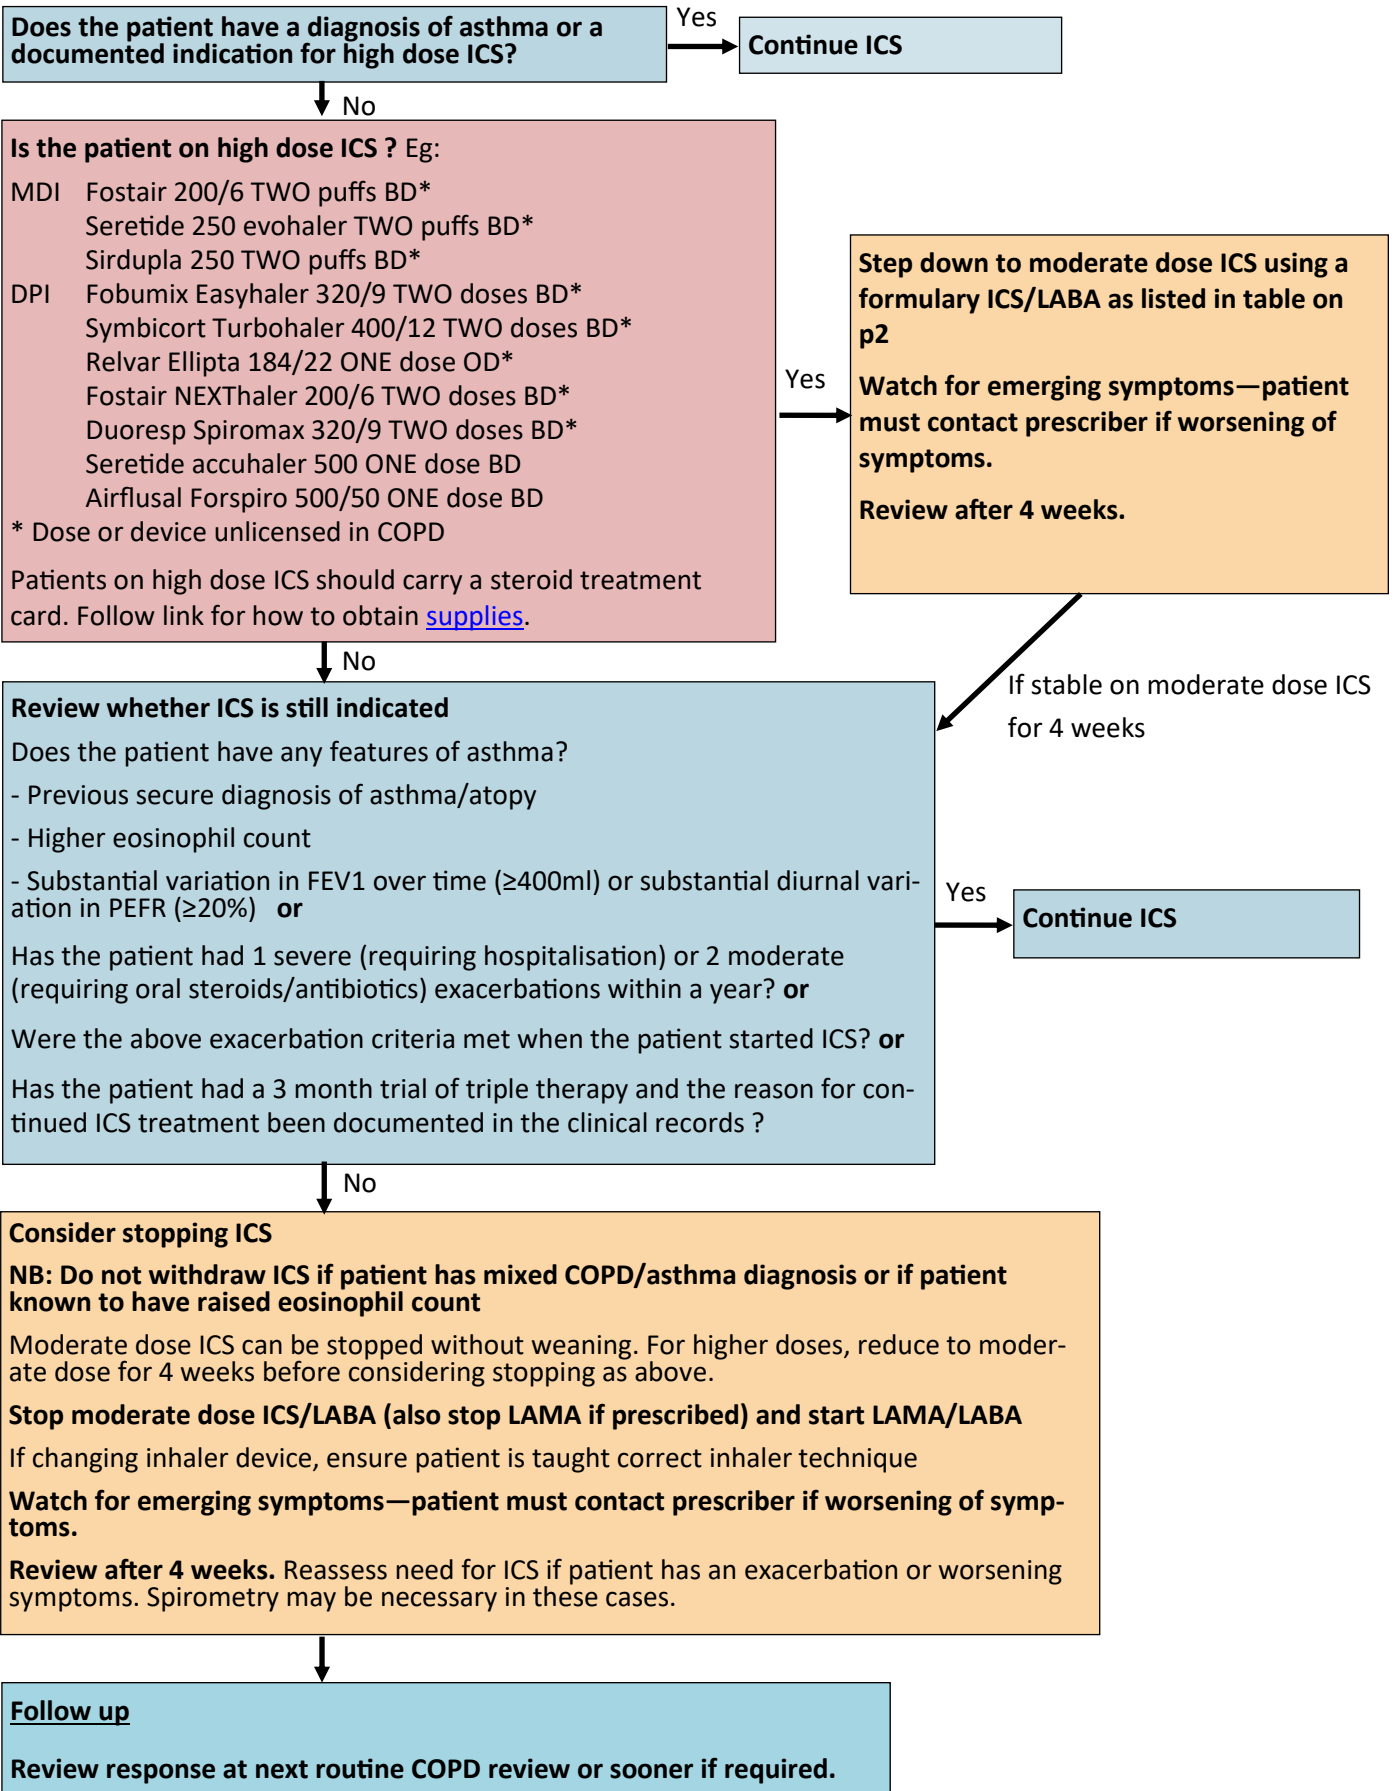 Does the patient have a diagnosis of asthma or a
documented indication for high dose ICS?
Yes
Continue ICS
No
Is the patient on high dose ICS ? Eg:
MDI Fostair 200/6 TWO puffs BD*
Seretide 250 evohaler TWO puffs BD*
Sirdupla 250 TWO puffs BD*
DPI Fobumix Easyhaler 320/9 TWO doses BD*
Symbicort Turbohaler 400/12 TWO doses BD*
Relvar Ellipta 184/22 ONE dose OD*
Fostair NEXThaler 200/6 TWO doses BD*
Duoresp Spiromax 320/9 TWO doses BD*
Seretide accuhaler 500 ONE dose BD
Airflusal Forspiro 500/50 ONE dose BD
* Dose or device unlicensed in COPD
Patients on high dose ICS should carry a steroid treatment
card. Follow link for how to obtain supplies.
Yes
Step down to moderate dose ICS using a
formulary ICS/LABA as listed in table on
p2
Watch for emerging symptoms—patient
must contact prescriber if worsening of
symptoms.
Review after 4 weeks.
No
If stable on moderate dose ICS
for 4 weeks
Review whether ICS is still indicated
Does the patient have any features of asthma?
- Previous secure diagnosis of asthma/atopy
- Higher eosinophil count
- Substantial variation in FEV1 over time (≥400ml) or substantial diurnal vari-
ation in PEFR (≥20%) or
Has the patient had 1 severe (requiring hospitalisation) or 2 moderate
(requiring oral steroids/antibiotics) exacerbations within a year? or
Were the above exacerbation criteria met when the patient started ICS? or
Has the patient had a 3 month trial of triple therapy and the reason for con-
tinued ICS treatment been documented in the clinical records ?
Yes
Continue ICS
No
Consider stopping ICS
NB: Do not withdraw ICS if patient has mixed COPD/asthma diagnosis or if patient
known to have raised eosinophil count
Moderate dose ICS can be stopped without weaning. For higher doses, reduce to moder-
ate dose for 4 weeks before considering stopping as above.
Stop moderate dose ICS/LABA (also stop LAMA if prescribed) and start LAMA/LABA
If changing inhaler device, ensure patient is taught correct inhaler technique
Watch for emerging symptoms—patient must contact prescriber if worsening of symp-
toms.
Review after 4 weeks. Reassess need for ICS if patient has an exacerbation or worsening
symptoms. Spirometry may be necessary in these cases.
Follow up
Review response at next routine COPD review or sooner if required.